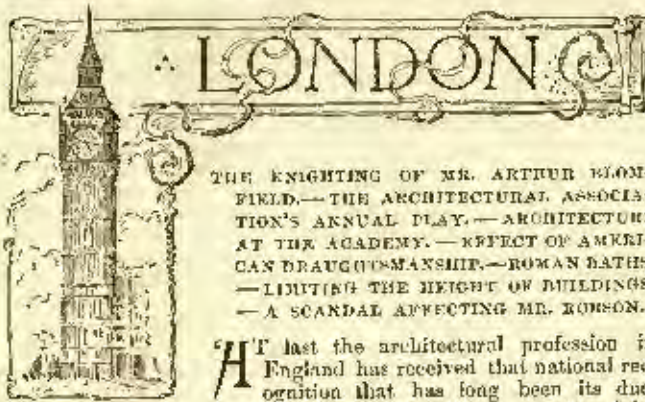 LONDON
THE KNIGHTING OF MR. ARTHUR BLOM-
FIELD.—THE ARCHITECTURAL ASSOCIA-
TION'S ANNUAL PLAY.—ARCHITECTURE
AT THE ACADEMY.—EFFECT OF AMERI-
CAN DRAUGHTSMANSHIP.—ROMAN BATHS.
—LIMITING THE HEIGHT OF BUILDINGS.
—A SCANDAL AFFECTING MR. ROBSON.
AT last the architectural profession in
England has received that national rec-
ognition that has long been its due